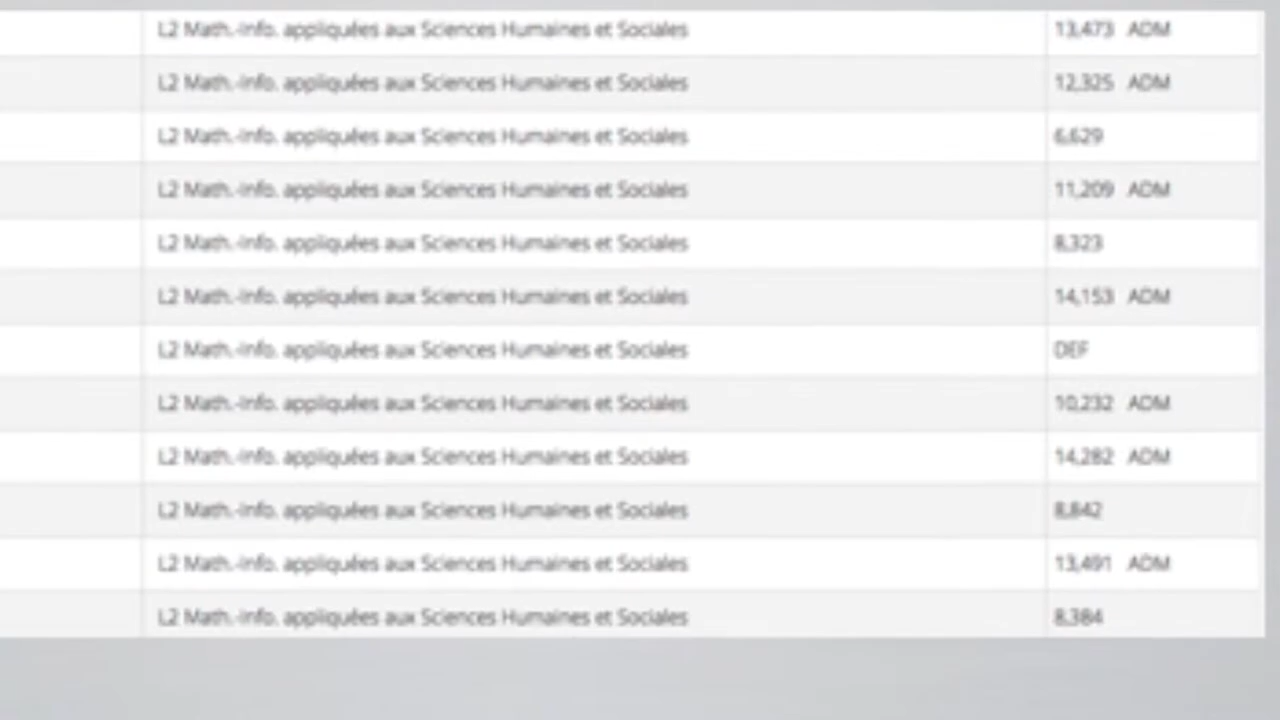 L2 Math.-Info. appliquées aux Sciences Humaines et Sociales 13,473 ADM
L2 Math.-Info. appliquées aux Sciences Humaines et Sociales 12,325 ADM
L2 Math.-Info. appliquées aux Sciences Humaines et Sociales 6,629
L2 Math.-Info. appliquées aux Sciences Humaines et Sociales 11,209 ADM
L2 Math.-Info. appliquées aux Sciences Humaines et Sociales 8,323
L2 Math.-Info. appliquées aux Sciences Humaines et Sociales 14,153 ADM
L2 Math.-Info. appliquées aux Sciences Humaines et Sociales DEF
L2 Math.-Info. appliquées aux Sciences Humaines et Sociales 10,232 ADM
L2 Math.-Info. appliquées aux Sciences Humaines et Sociales 14,282 ADM
L2 Math.-Info. appliquées aux Sciences Humaines et Sociales 8,842
L2 Math.-Info. appliquées aux Sciences Humaines et Sociales 13,491 ADM
L2 Math.-Info. appliquées aux Sciences Humaines et Sociales 8,384